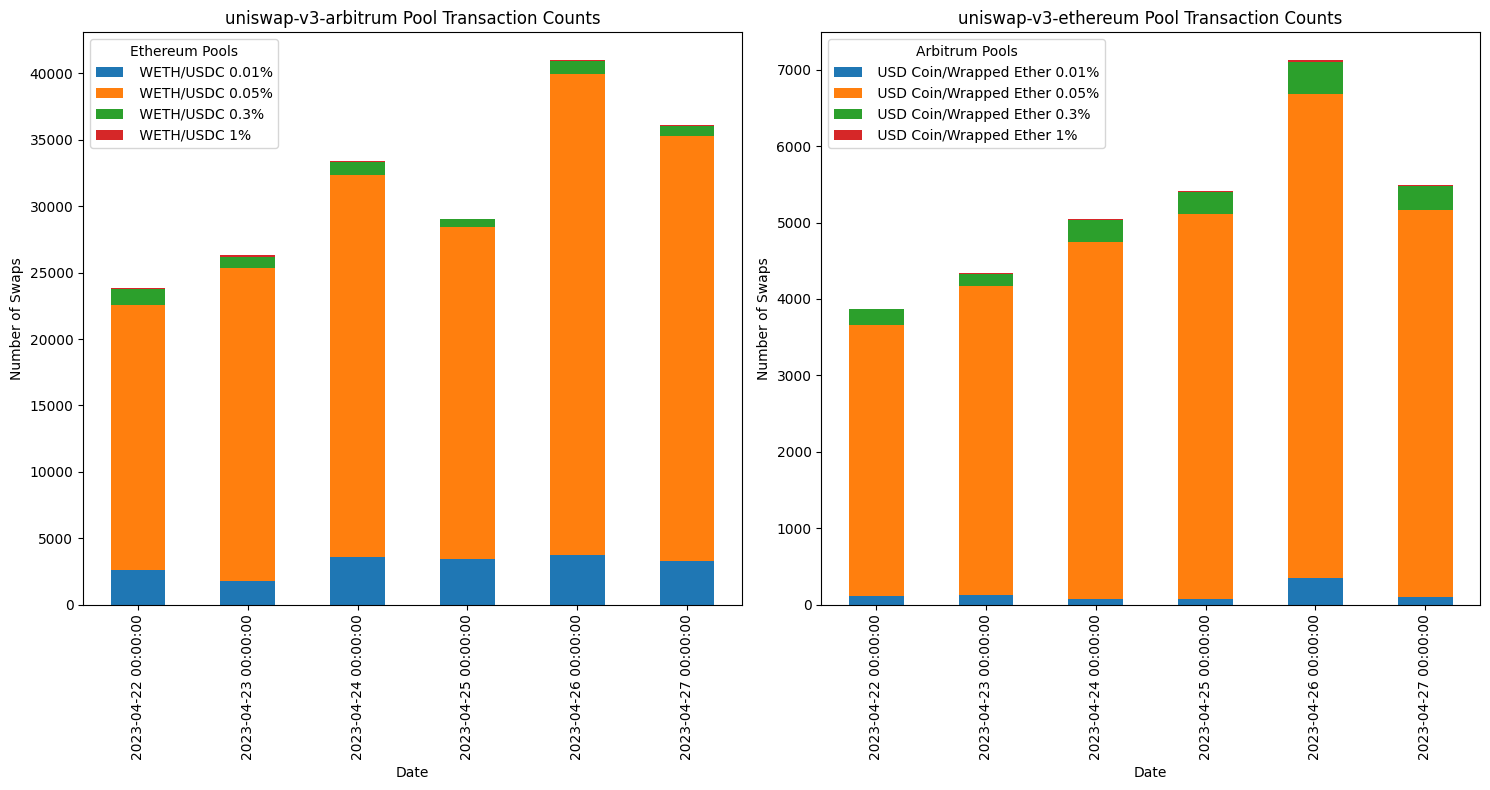 uniswap-v3-arbitrum Pool Transaction Counts
Ethereum Pools
WETH/USDC 0.01%
WETH/USDC 0.05%
WETH/USDC 0.3%
WETH/USDC 1%
Number of Swaps
40000
35000
30000
25000
20000
15000
10000
5000
0
2023-04-22 00:00:00
2023-04-23 00:00:00
2023-04-24 00:00:00
2023-04-25 00:00:00
2023-04-26 00:00:00
2023-04-27 00:00:00
Date
uniswap-v3-ethereum Pool Transaction Counts
Arbitrum Pools
USD Coin/Wrapped Ether 0.01%
USD Coin/Wrapped Ether 0.05%
USD Coin/Wrapped Ether 0.3%
USD Coin/Wrapped Ether 1%
Number of Swaps
7000
6000
5000
4000
3000
2000
1000
0
2023-04-22 00:00:00
2023-04-23 00:00:00
2023-04-24 00:00:00
2023-04-25 00:00:00
2023-04-26 00:00:00
2023-04-27 00:00:00
Date